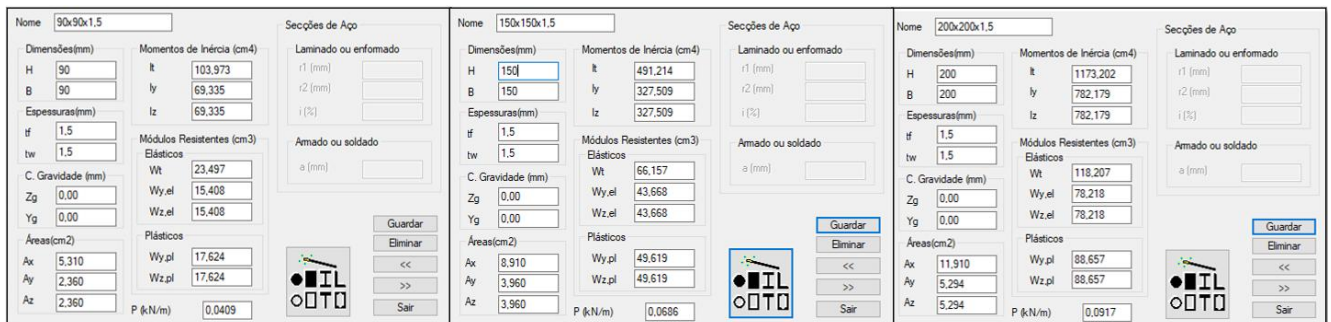 Nome 90x90x1,5
Dimensões(mm)
H 90
B 90
Espessuras(mm)
tf 1,5
tw 1,5
C. Gravidade (mm)
Zg 0,00
Yg 0,00
Áreas(cm2)
Ax 5,310
Ay 2,360
Az 2,360
Momentos de Inércia (cm4)
It 103,973
Iy 69,335
Iz 69,335
Módulos Resistentes (cm3)
Elásticos
Wt 23,497
Wy,el 15,408
Wz,el 15,408
Plásticos
Wy,pl 17,624
Wz,pl 17,624
P (kN/m) 0,0409
Secções de Aço
Laminado ou enformado
r1 (mm)
r2 (mm)
i (%)
Armado ou soldado
a (mm)
Guardar
Eliminar
<<
>>
Sair
Nome 150x150x1,5
Dimensões(mm)
H 150
B 150
Espessuras(mm)
tf 1,5
tw 1,5
C. Gravidade (mm)
Zg 0,00
Yg 0,00
Áreas(cm2)
Ax 8,910
Ay 3,960
Az 3,960
Momentos de Inércia (cm4)
It 491,214
Iy 327,509
Iz 327,509
Módulos Resistentes (cm3)
Elásticos
Wt 66,157
Wy,el 43,668
Wz,el 43,668
Plásticos
Wy,pl 49,619
Wz,pl 49,619
P (kN/m) 0,0686
Secções de Aço
Laminado ou enformado
r1 (mm)
r2 (mm)
i (%)
Armado ou soldado
a (mm)
Guardar
Eliminar
<<
>>
Sair
Nome 200x200x1,5
Dimensões(mm)
H 200
B 200
Espessuras(mm)
tf 1,5
tw 1,5
C. Gravidade (mm)
Zg 0,00
Yg 0,00
Áreas(cm2)
Ax 11,910
Ay 5,294
Az 5,294
Momentos de Inércia (cm4)
It 1173,202
Iy 782,179
Iz 782,179
Módulos Resistentes (cm3)
Elásticos
Wt 118,207
Wy,el 78,218
Wz,el 78,218
Plásticos
Wy,pl 88,657
Wz,pl 88,657
P (kN/m) 0,0917
Secções de Aço
Laminado ou enformado
r1 (mm)
r2 (mm)
i (%)
Armado ou soldado
a (mm)
Guardar
Eliminar
<<
>>
Sair